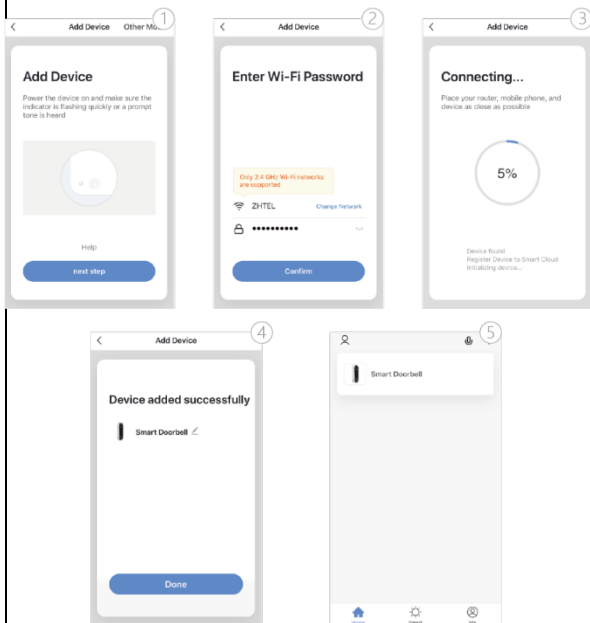 ①
Add Device
Other Mo...
Add Device
Power the device on and make sure the
indicator is flashing quickly or a prompt
tone is heard
Help
next step
②
Add Device
Enter Wi-Fi Password
Only 2.4 GHz Wi-Fi networks
are supported
ZHTEL
Change Network
••••••••••
Confirm
③
Add Device
Connecting...
Place your router, mobile phone, and
device as close as possible
5%
Device found
Register Device to Smart Cloud
Initializing device...
④
Add Device
Device added successfully
Smart Doorbell
Done
⑤
Smart Doorbell